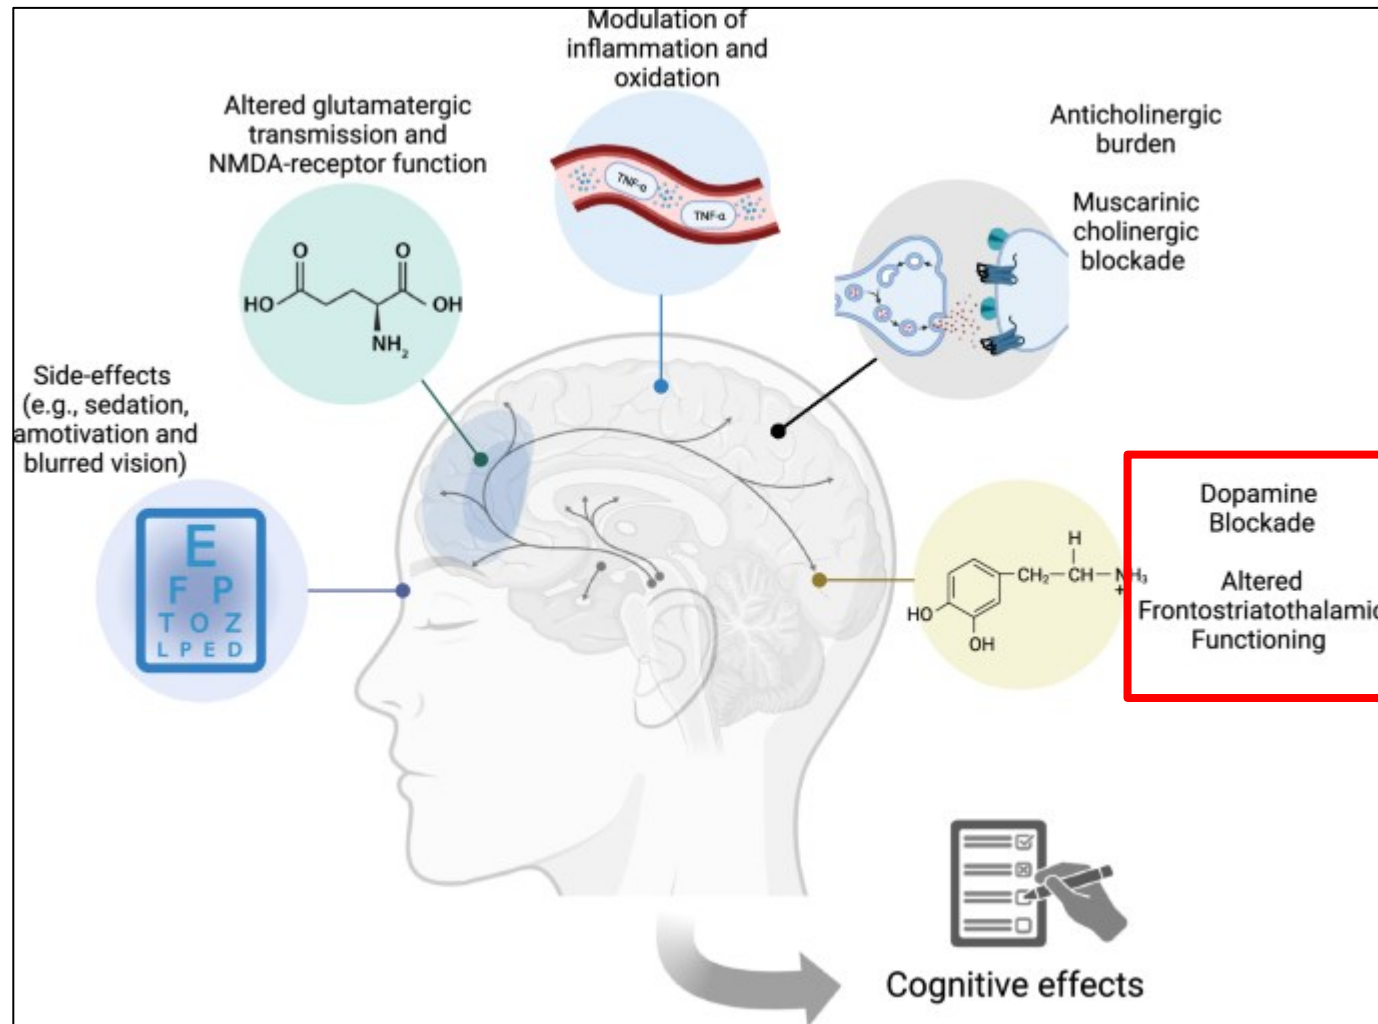 Modulation of
inflammation and
oxidation
Altered glutamatergic
transmission and
NMDA-receptor function
Anticholinergic
burden
Muscarinic
cholinergic
blockade
TNF-α
TNF-α
O
O
HO
OH
NH2
Side-effects
(e.g., sedation,
amotivation and
blurred vision)
E
F P
T O Z
L P E D
Dopamine
Blockade
Altered
Frontostriatothalamic
Functioning
H
CH2—CH—NH3
+
HO
OH
Cognitive effects